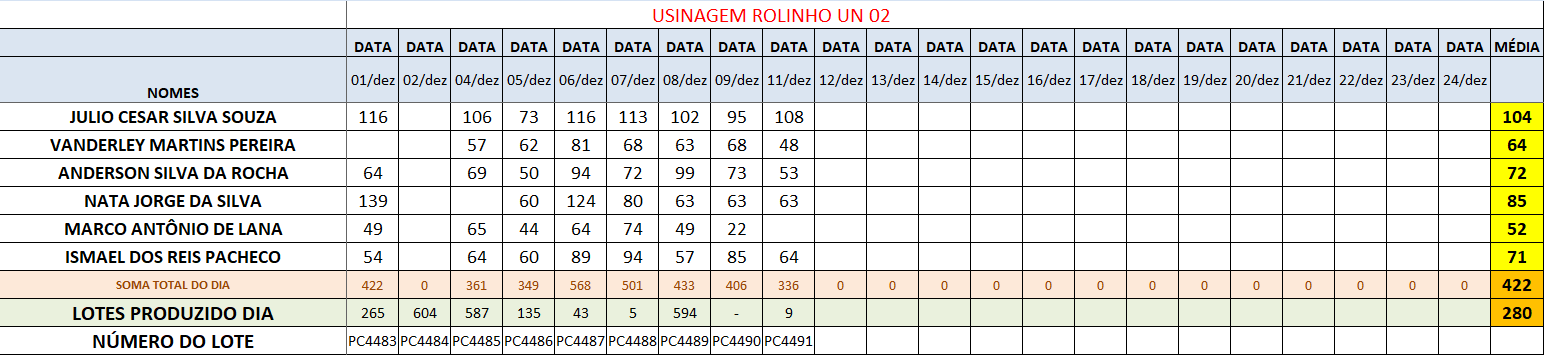 USINAGEM ROLINHO UN 02
DATA DATA DATA DATA DATA DATA DATA DATA DATA DATA DATA DATA DATA DATA DATA DATA DATA DATA DATA DATA DATA DATA MÉDIA
NOMES 01/dez 02/dez 04/dez 05/dez 06/dez 07/dez 08/dez 09/dez 11/dez 12/dez 13/dez 14/dez 15/dez 16/dez 17/dez 18/dez 19/dez 20/dez 21/dez 22/dez 23/dez 24/dez
JULIO CESAR SILVA SOUZA 116 106 73 116 113 102 95 108 104
VANDERLEY MARTINS PEREIRA 57 62 81 68 63 68 48 64
ANDERSON SILVA DA ROCHA 64 69 50 94 72 99 73 53 72
NATA JORGE DA SILVA 139 60 124 80 63 63 63 85
MARCO ANTÔNIO DE LANA 49 65 44 64 74 49 22 52
ISMAEL DOS REIS PACHECO 54 64 60 89 94 57 85 64 71
SOMA TOTAL DO DIA 422 0 361 349 568 501 433 406 336 0 0 0 0 0 0 0 0 0 0 0 0 0 422
LOTES PRODUZIDO DIA 265 604 587 135 43 5 594 - 9 280
NÚMERO DO LOTE PC4483 PC4484 PC4485 PC4486 PC4487 PC4488 PC4489 PC4490 PC4491